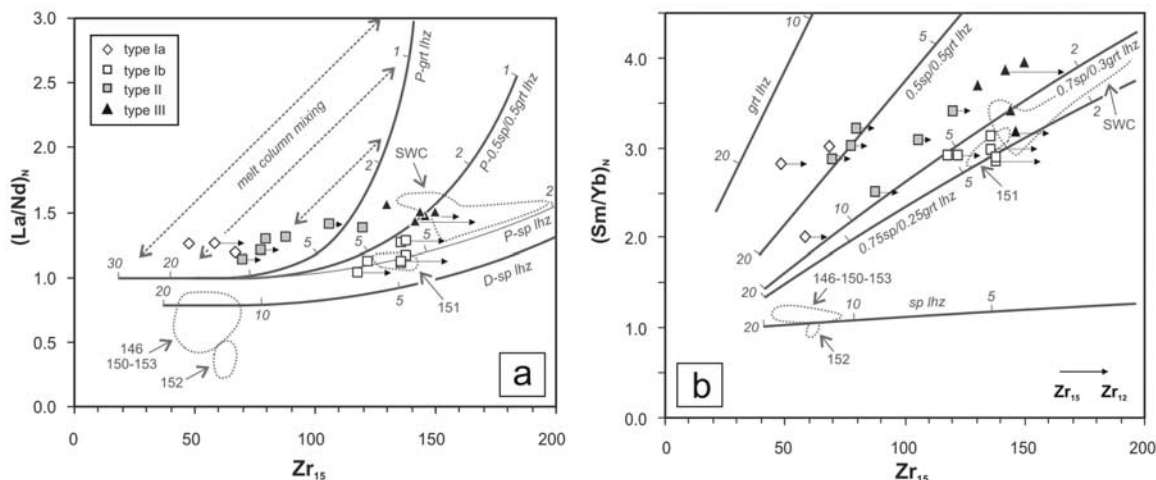 3.0
2.5
2.0
1.5
1.0
0.5
0.0
(La/Nd)N
type Ia
type Ib
type II
type III
melt column mixing
P-grt lhz
P-0.5sp/0.5grt lhz
P-sp lhz
D-sp lhz
SWC
151
146
150-153
152
1
1
2
2
2
5
5
5
5
30
20
20
10
a
0
50
100
150
200
Zr15
4.0
3.0
2.0
1.0
0.0
(Sm/Yb)N
grt lhz
0.5sp/0.5grt lhz
0.7sp/0.3grt lhz
0.75sp/0.25grt lhz
sp lhz
SWC
151
146-150-153
152
10
20
5
20
2
5
10
20
2
5
10
20
20
10
5
b
Zr15
Zr12
50
100
150
200
Zr15